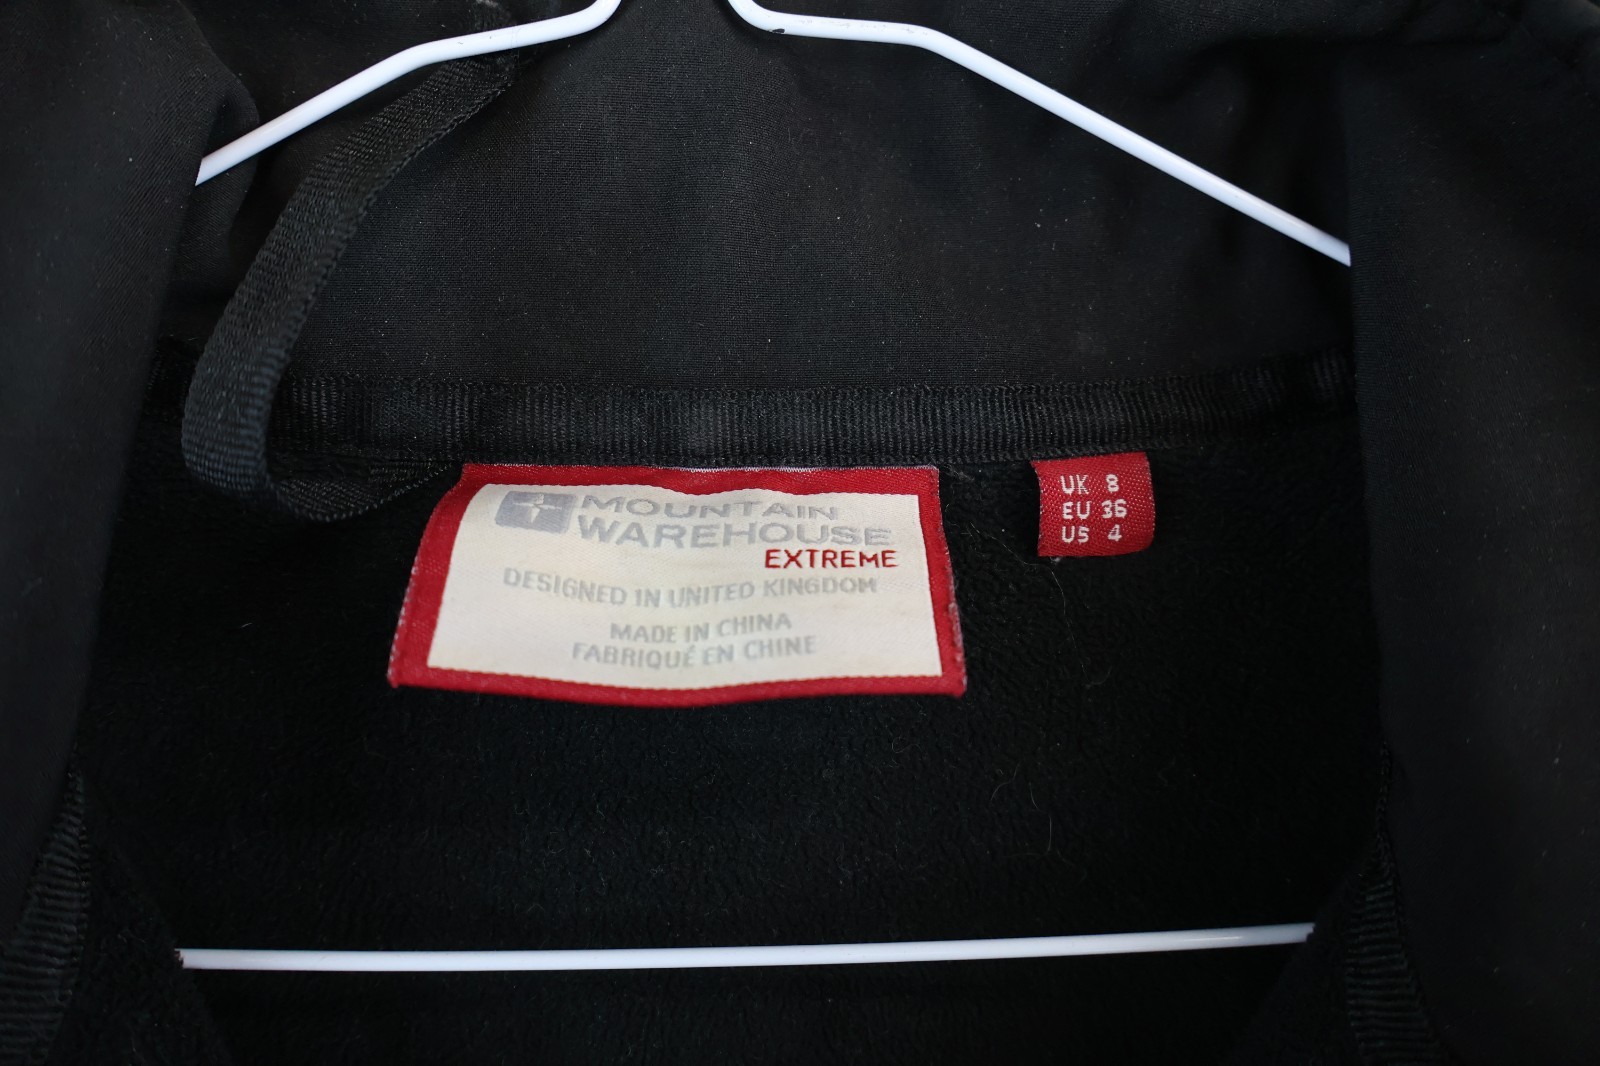 MOUNTAIN
WAREHOUSE
EXTREME
DESIGNED IN UNITED KINGDOM
MADE IN CHINA
FABRIQUÉ EN CHINE
UK 8
EU 36
US 4